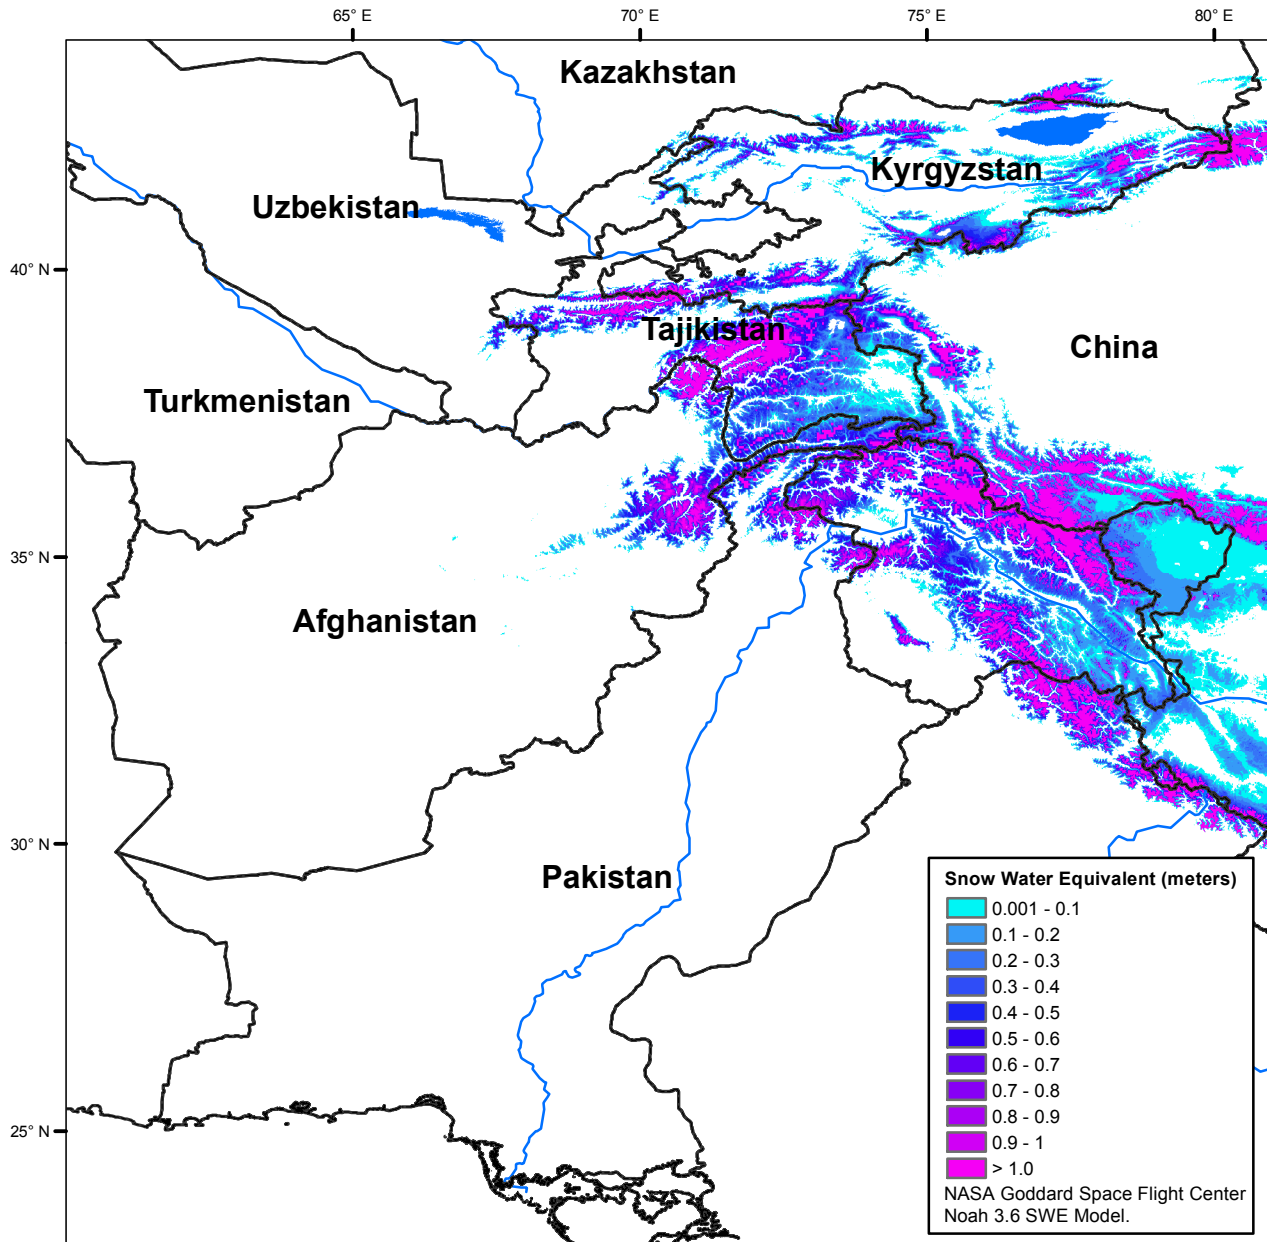 65° E
70° E
75° E
80° E
Kazakhstan
Kyrgyzstan
Uzbekistan
40° N
Tajikistan
China
Turkmenistan
35° N
Afghanistan
30° N
Pakistan
25° N
Snow Water Equivalent (meters)
0.001 - 0.1
0.1 - 0.2
0.2 - 0.3
0.3 - 0.4
0.4 - 0.5
0.5 - 0.6
0.6 - 0.7
0.7 - 0.8
0.8 - 0.9
0.9 - 1
> 1.0
NASA Goddard Space Flight Center
Noah 3.6 SWE Model.